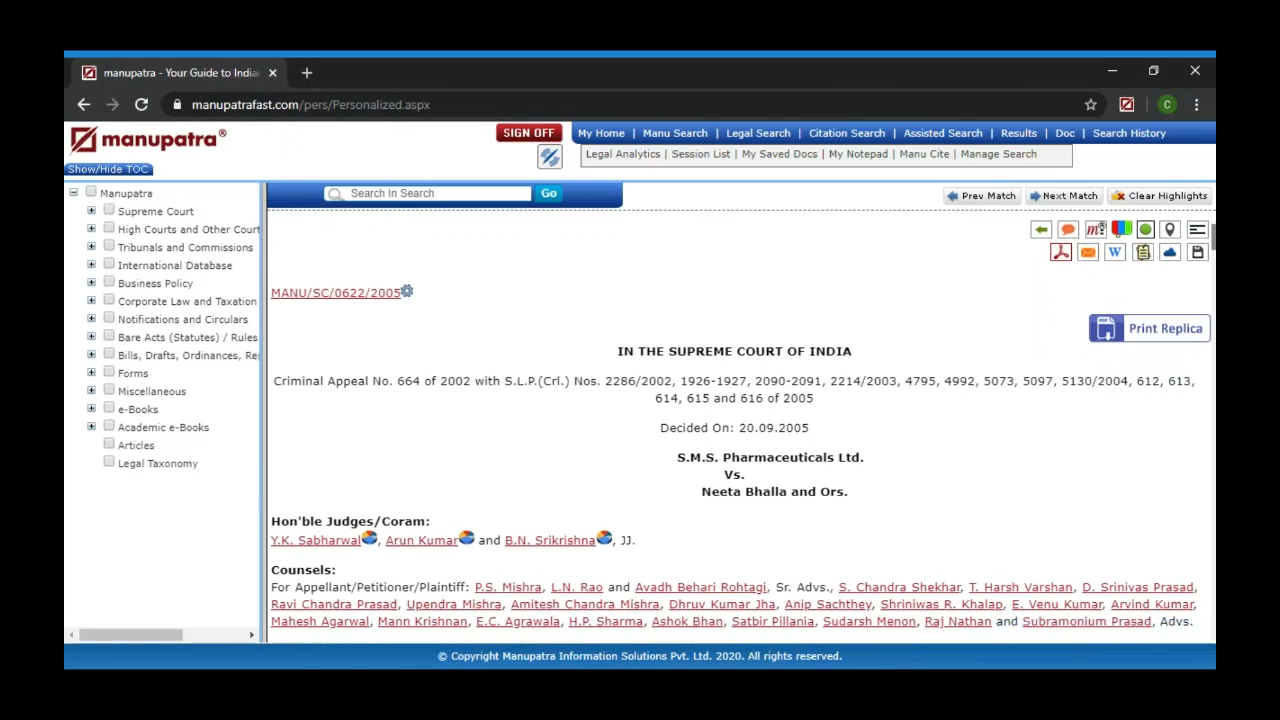 manupatra - Your Guide to India
manupatrafast.com/pers/Personalized.aspx
C
manupatra®
SIGN OFF
My Home | Manu Search | Legal Search | Citation Search | Assisted Search | Results | Doc | Search History
Legal Analytics | Session List | My Saved Docs | My Notepad | Manu Cite | Manage Search
Show/Hide TOC
Manupatra
Supreme Court
High Courts and Other Court
Tribunals and Commissions
International Database
Business Policy
Corporate Law and Taxation
Notifications and Circulars
Bare Acts (Statutes) / Rules
Bills, Drafts, Ordinances, Re
Forms
Miscellaneous
e-Books
Academic e-Books
Articles
Legal Taxonomy
Search In Search
Go
Prev Match
Next Match
Clear Highlights
W
MANU/SC/0622/2005
Print Replica
IN THE SUPREME COURT OF INDIA
Criminal Appeal No. 664 of 2002 with S.L.P.(Crl.) Nos. 2286/2002, 1926-1927, 2090-2091, 2214/2003, 4795, 4992, 5073, 5097, 5130/2004, 612, 613,
614, 615 and 616 of 2005
Decided On: 20.09.2005
S.M.S. Pharmaceuticals Ltd.
Vs.
Neeta Bhalla and Ors.
Hon'ble Judges/Coram:
Y.K. Sabharwal, Arun Kumar and B.N. Srikrishna, JJ.
Counsels:
For Appellant/Petitioner/Plaintiff: P.S. Mishra, L.N. Rao and Avadh Behari Rohtagi, Sr. Advs., S. Chandra Shekhar, T. Harsh Varshan, D. Srinivas Prasad,
Ravi Chandra Prasad, Upendra Mishra, Amitesh Chandra Mishra, Dhruv Kumar Jha, Anip Sachthey, Shriniwas R. Khalap, E. Venu Kumar, Arvind Kumar,
Mahesh Agarwal, Mann Krishnan, E.C. Agrawala, H.P. Sharma, Ashok Bhan, Satbir Pillania, Sudarsh Menon, Raj Nathan and Subramonium Prasad, Advs.
© Copyright Manupatra Information Solutions Pvt. Ltd. 2020. All rights reserved.